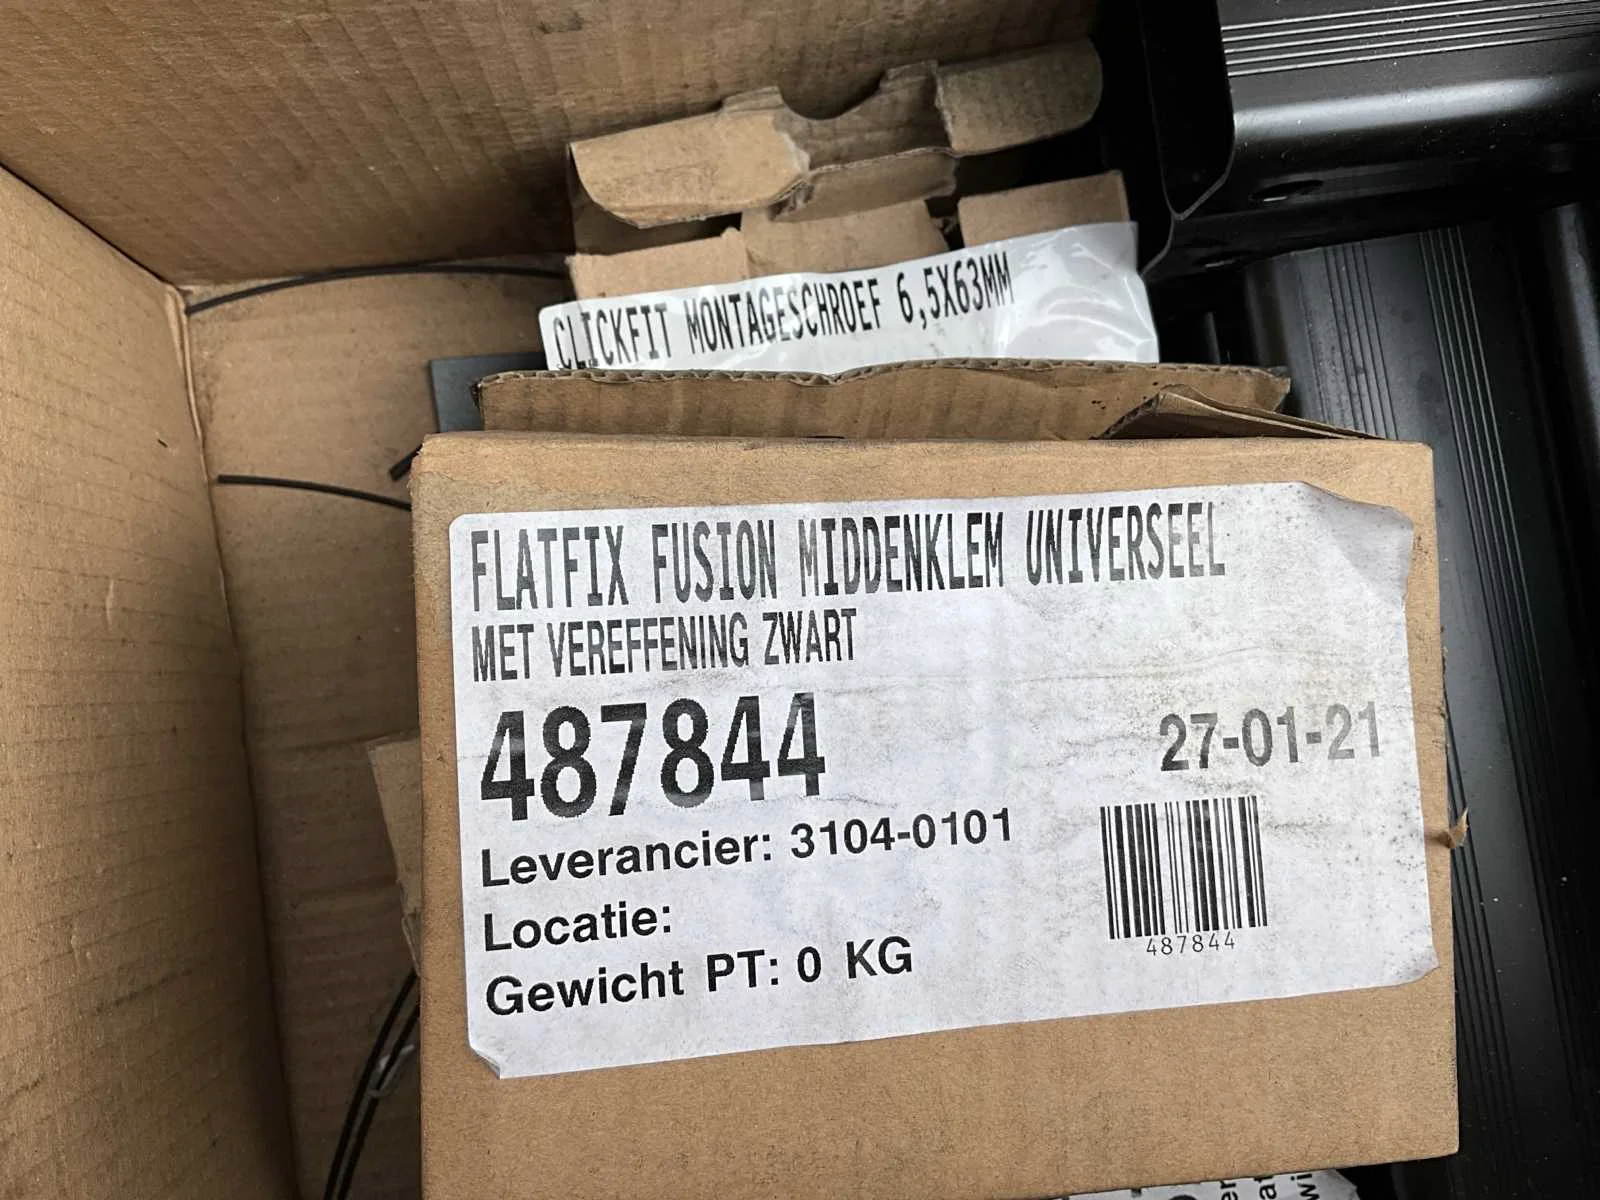 CLICKFIT MONTAGESCHROEF 6,5X63MM
FLATFIX FUSION MIDDENKLEM UNIVERSEEL
MET VEREFFENING ZWART
487844
27-01-21
Leverancier: 3104-0101
Locatie:
Gewicht PT: 0 KG
487844